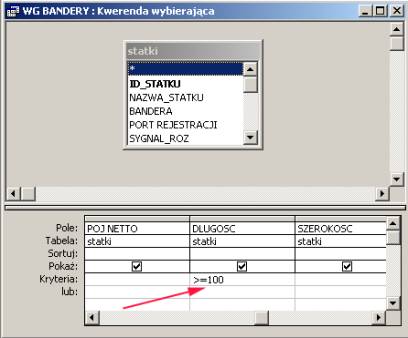 WG BANDERY : Kwerenda wybierająca
statki
*
ID_STATKU
NAZWA_STATKU
BANDERA
PORT REJESTRACJI
SYGNAL_ROZ
Pole: POJ NETTO DLUGOSC SZEROKOSC
Tabela: statki statki statki
Sortuj:
Pokaż:
Kryteria: >=100
lub: